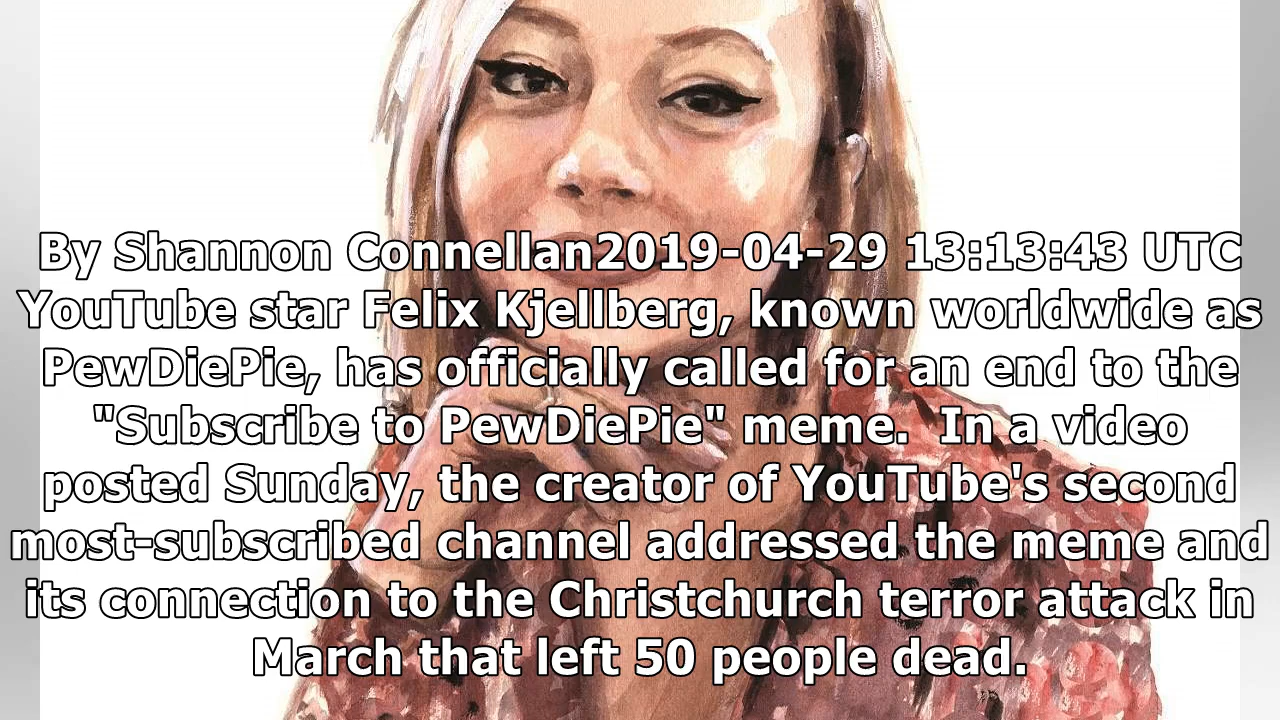 By Shannon Connellan2019-04-29 13:13:43 UTC
YouTube star Felix Kjellberg, known worldwide as
PewDiePie, has officially called for an end to the
"Subscribe to PewDiePie" meme.  In a video
posted Sunday, the creator of YouTube's second
most-subscribed channel addressed the meme and
its connection to the Christchurch terror attack in
March that left 50 people dead.